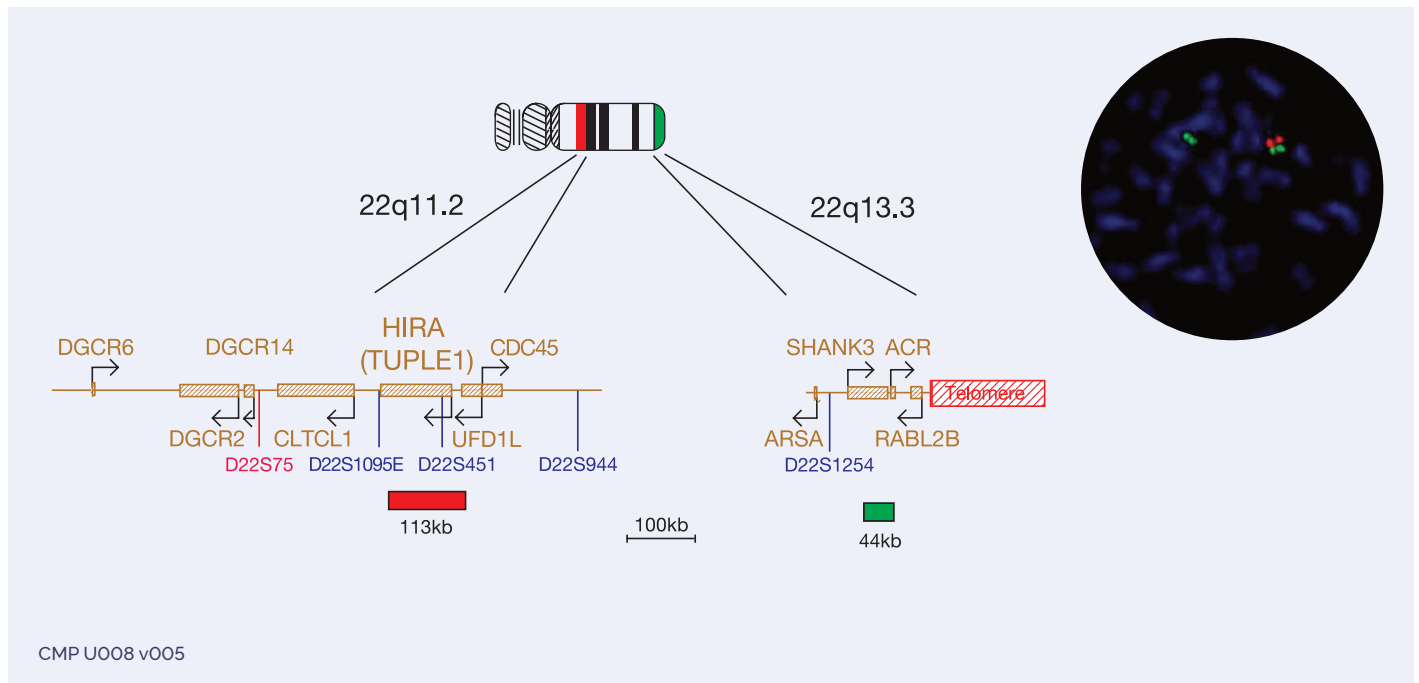 22q11.2
22q13.3
HIRA
(TUPLE1)
DGCR6
DGCR14
CDC45
SHANK3
ACR
Telomere
DGCR2
CLTCL1
UFD1L
ARSA
RABL2B
D22S75
D22S1095E
D22S451
D22S944
D22S1254
113kb
100kb
44kb
CMP U008 v005